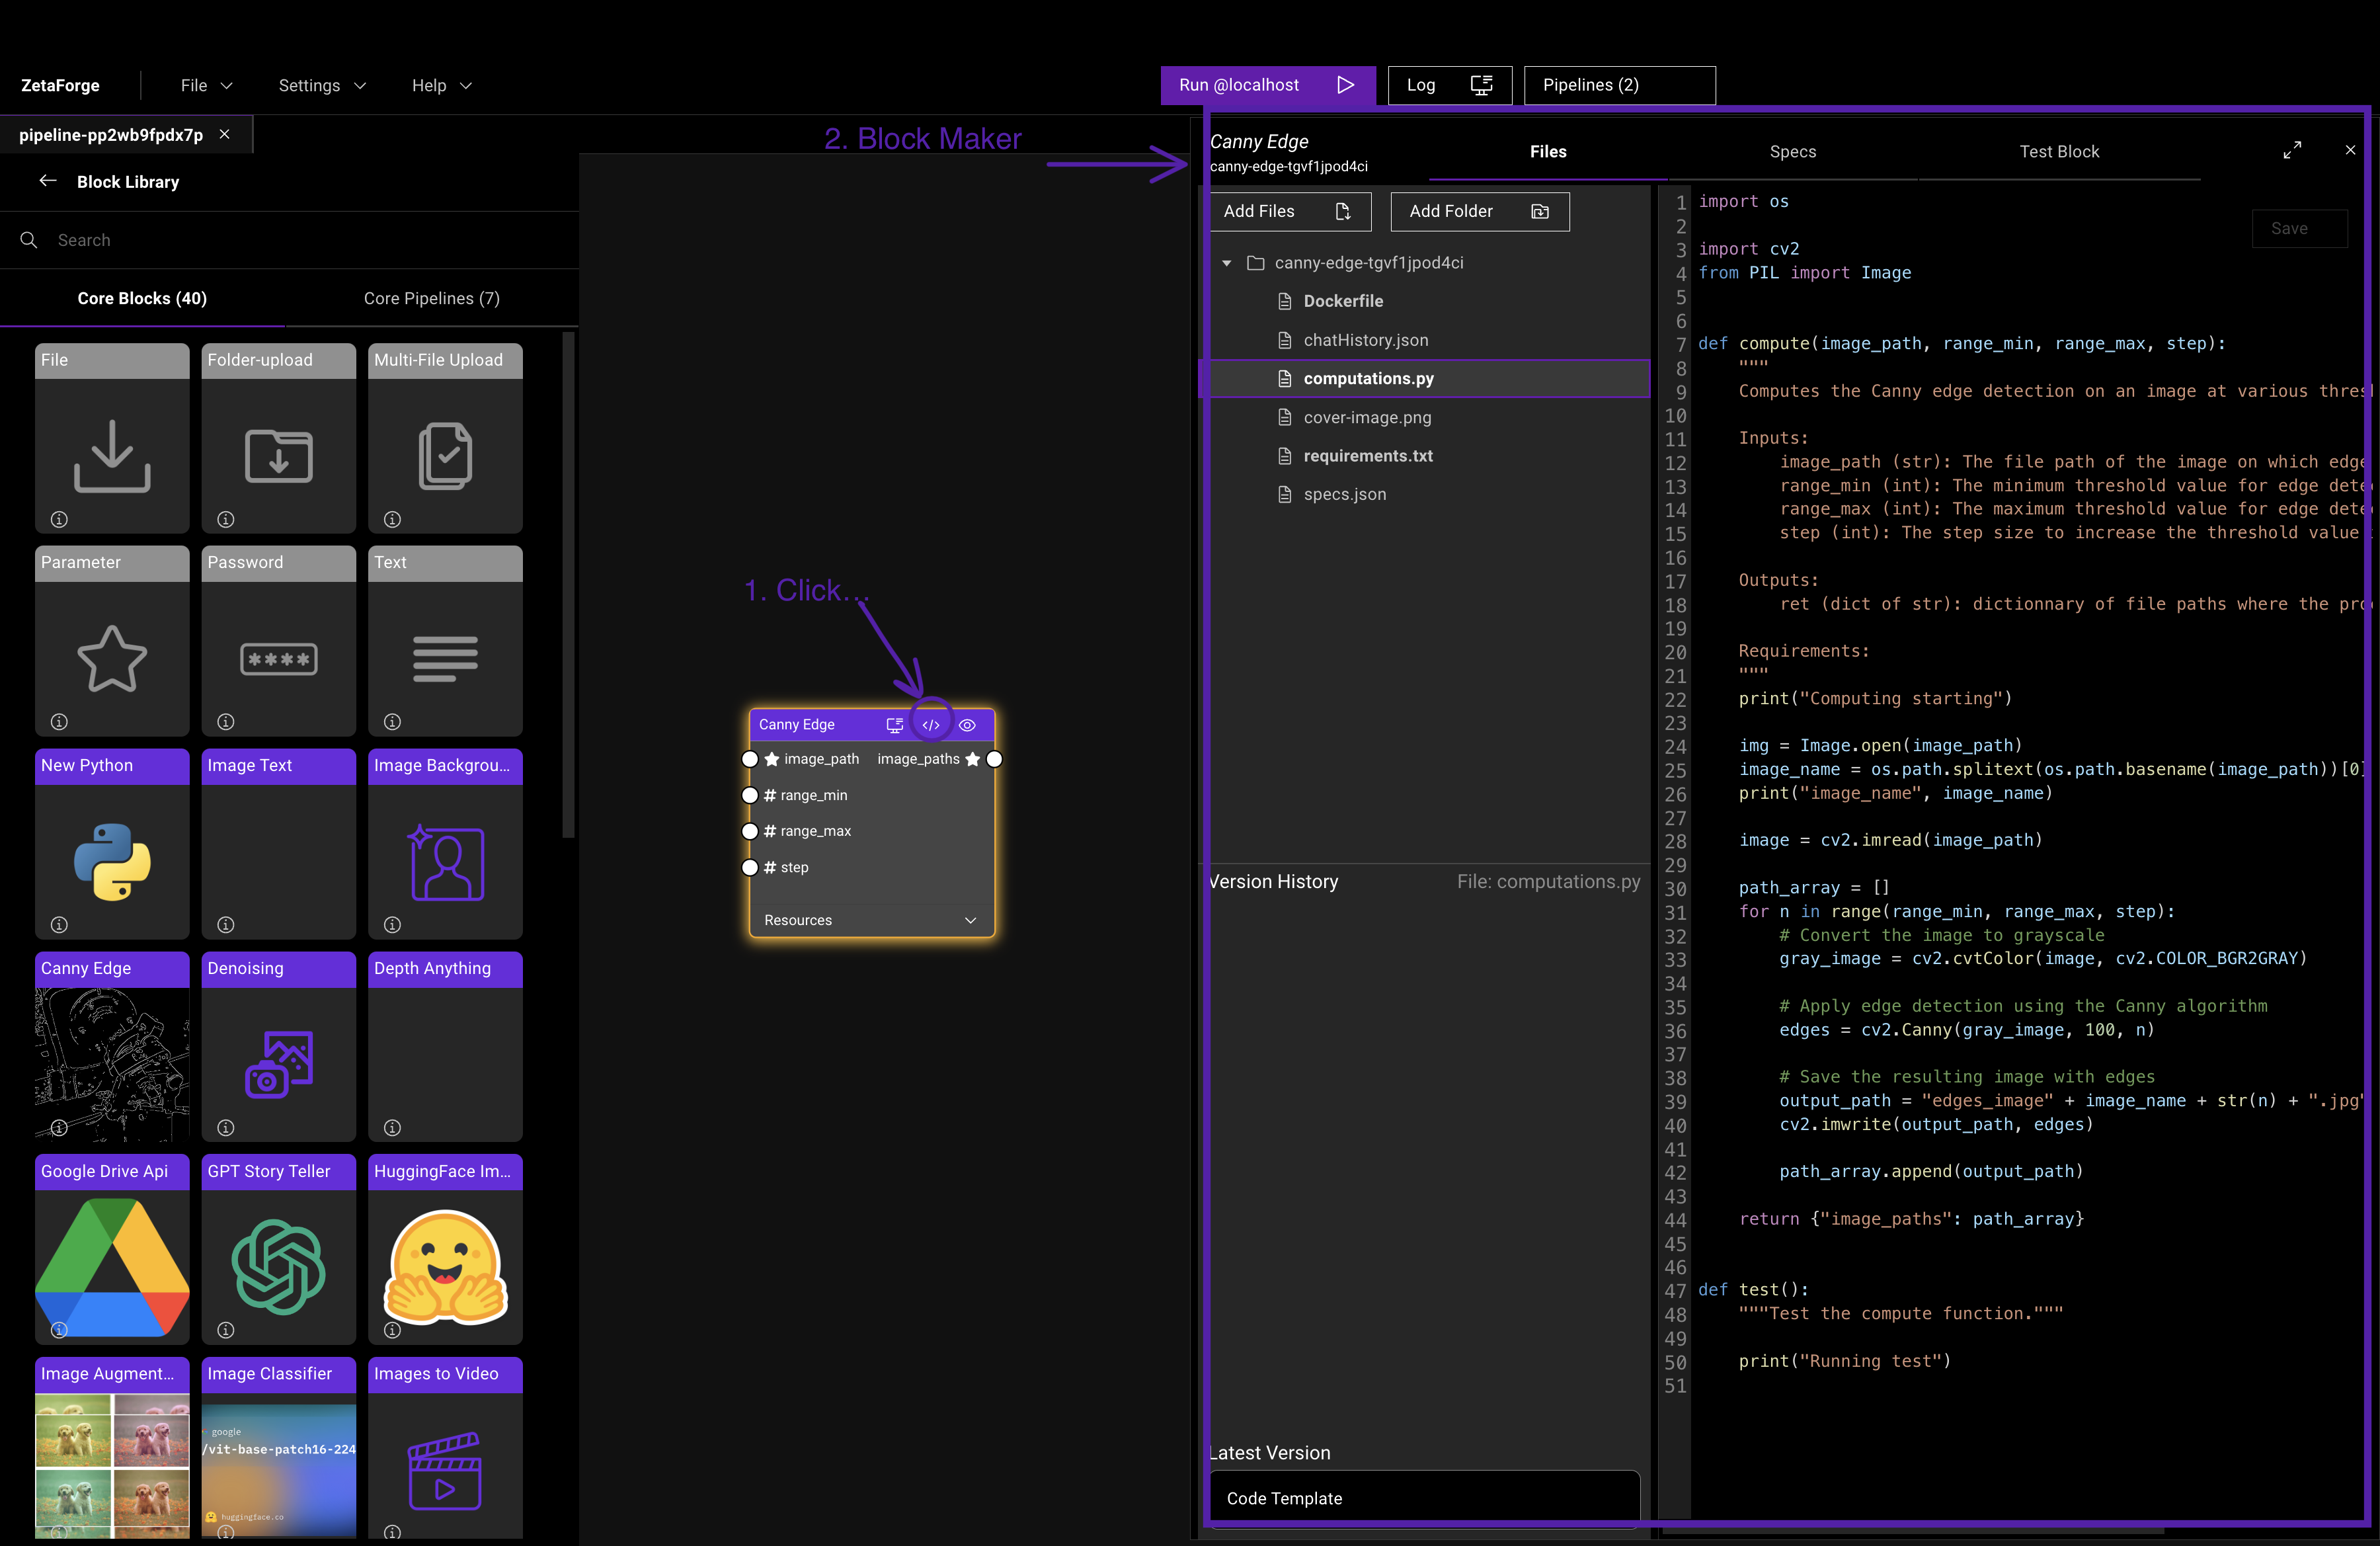 ZetaForge
File
Settings
Help
Run @localhost
Log
Pipelines (2)
pipeline-pp2wb9fpdx7p
Block Library
Search
Core Blocks (40)
Core Pipelines (7)
File
Folder-upload
Multi-File Upload
Parameter
Password
Text
****
New Python
Image Text
Image Backgrou...
Canny Edge
Denoising
Depth Anything
Google Drive Api
GPT Story Teller
HuggingFace Im...
Image Augment...
Image Classifier
Images to Video
google
/vit-base-patch16-224
huggingface.co
2. Block Maker
1. Click...
Canny Edge
</>
image_path
image_paths
# range_min
# range_max
# step
Resources
Canny Edge
canny-edge-tgvf1jpod4ci
Files
Specs
Test Block
Add Files
Add Folder
canny-edge-tgvf1jpod4ci
Dockerfile
chatHistory.json
computations.py
cover-image.png
requirements.txt
specs.json
Version History
File: computations.py
Latest Version
Code Template
Save
1 import os
2
3 import cv2
4 from PIL import Image
5
6
7 def compute(image_path, range_min, range_max, step):
8 """
9 Computes the Canny edge detection on an image at various thres
10
11 Inputs:
12 image_path (str): The file path of the image on which edge
13 range_min (int): The minimum threshold value for edge dete
14 range_max (int): The maximum threshold value for edge dete
15 step (int): The step size to increase the threshold value
16
17 Outputs:
18 ret (dict of str): dictionnary of file paths where the pro
19
20 Requirements:
21 """
22 print("Computing starting")
23
24 img = Image.open(image_path)
25 image_name = os.path.splitext(os.path.basename(image_path))[0]
26 print("image_name", image_name)
27
28 image = cv2.imread(image_path)
29
30 path_array = []
31 for n in range(range_min, range_max, step):
32 # Convert the image to grayscale
33 gray_image = cv2.cvtColor(image, cv2.COLOR_BGR2GRAY)
34
35 # Apply edge detection using the Canny algorithm
36 edges = cv2.Canny(gray_image, 100, n)
37
38 # Save the resulting image with edges
39 output_path = "edges_image" + image_name + str(n) + ".jpg"
40 cv2.imwrite(output_path, edges)
41
42 path_array.append(output_path)
43
44 return {"image_paths": path_array}
45
46
47 def test():
48 """Test the compute function."""
49
50 print("Running test")
51